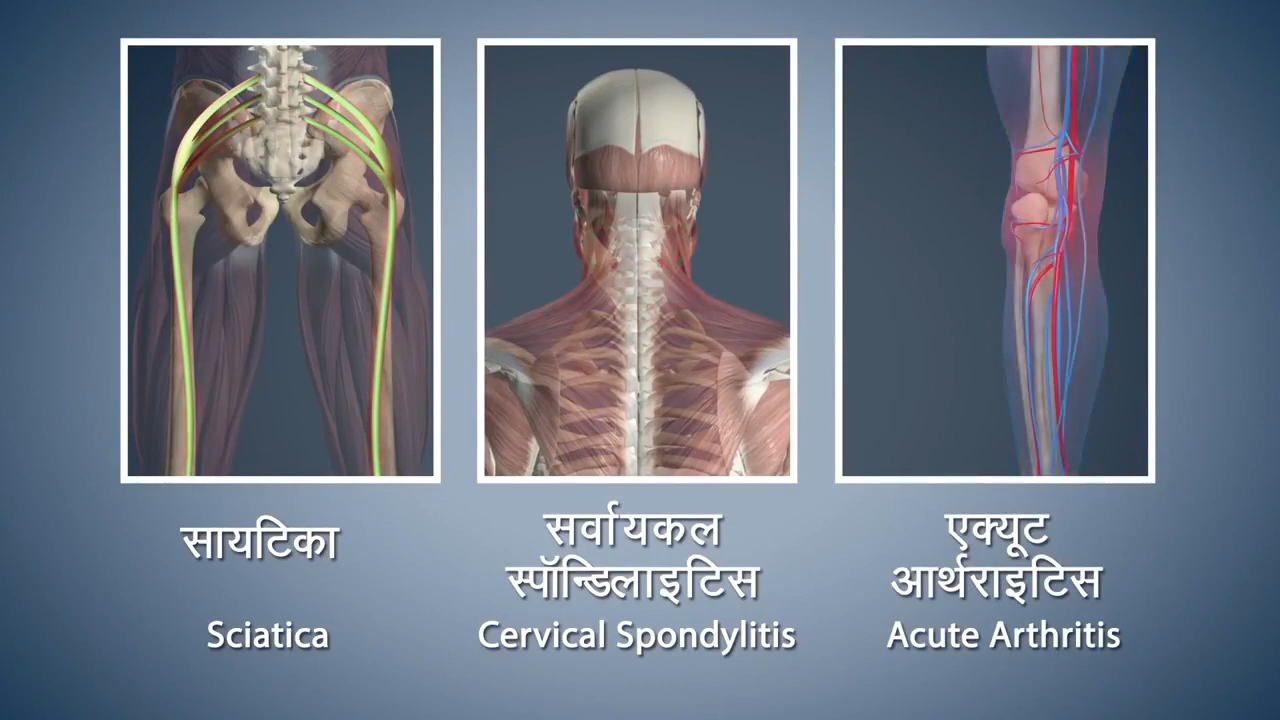 सायटिका
Sciatica
सर्वायकल
स्पॉन्डिलाइटिस
Cervical Spondylitis
एक्यूट
आर्थराइटिस
Acute Arthritis